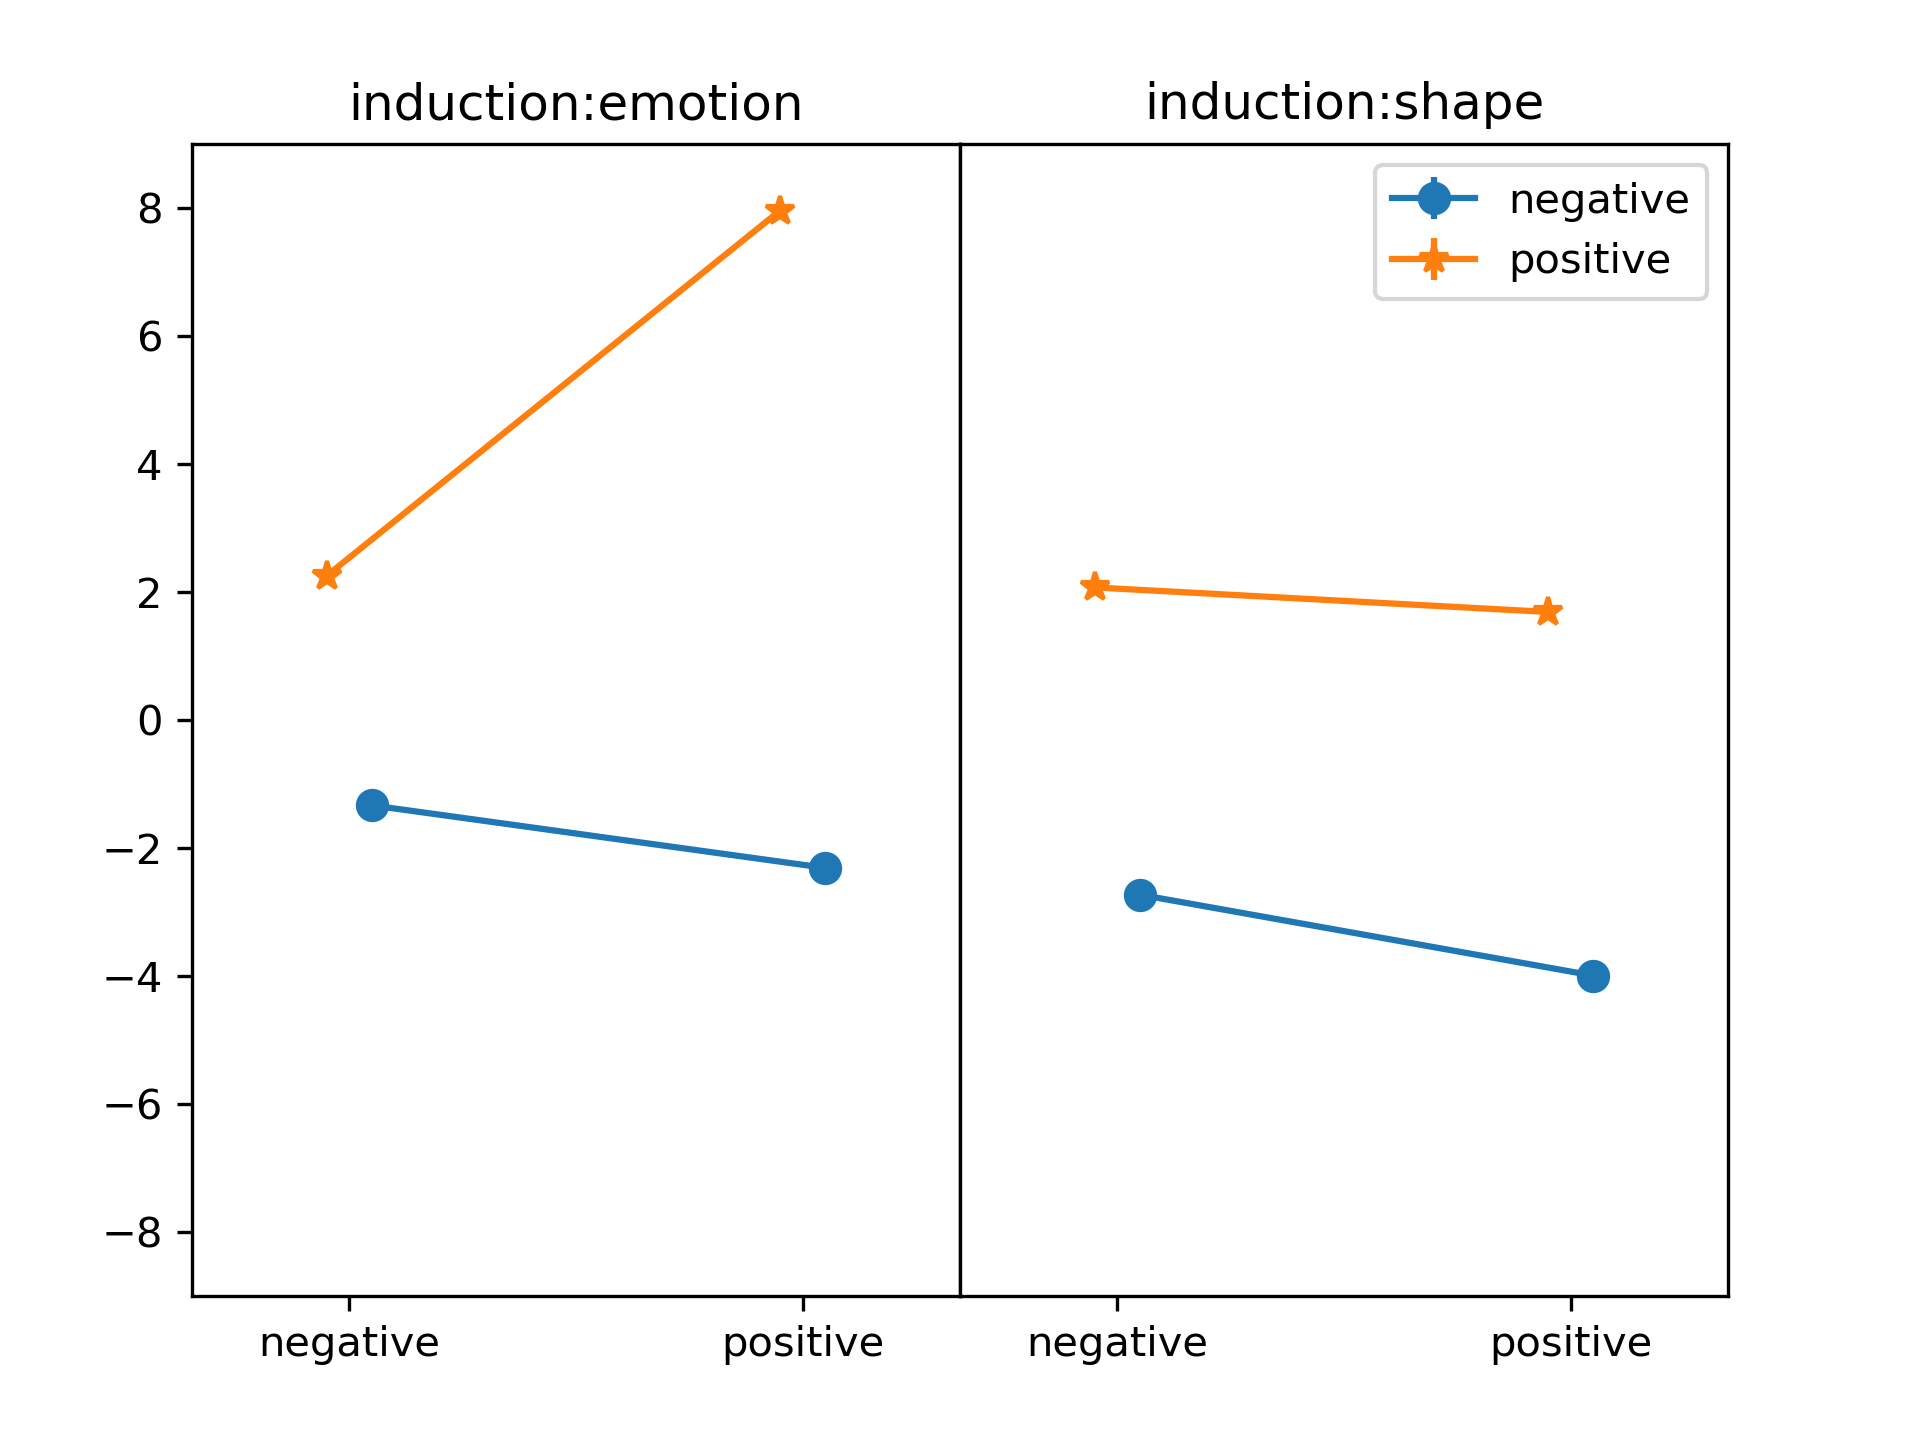 induction:emotion
induction:shape
negative
positive
8
6
4
2
0
−2
−4
−6
−8
negative positive negative positive